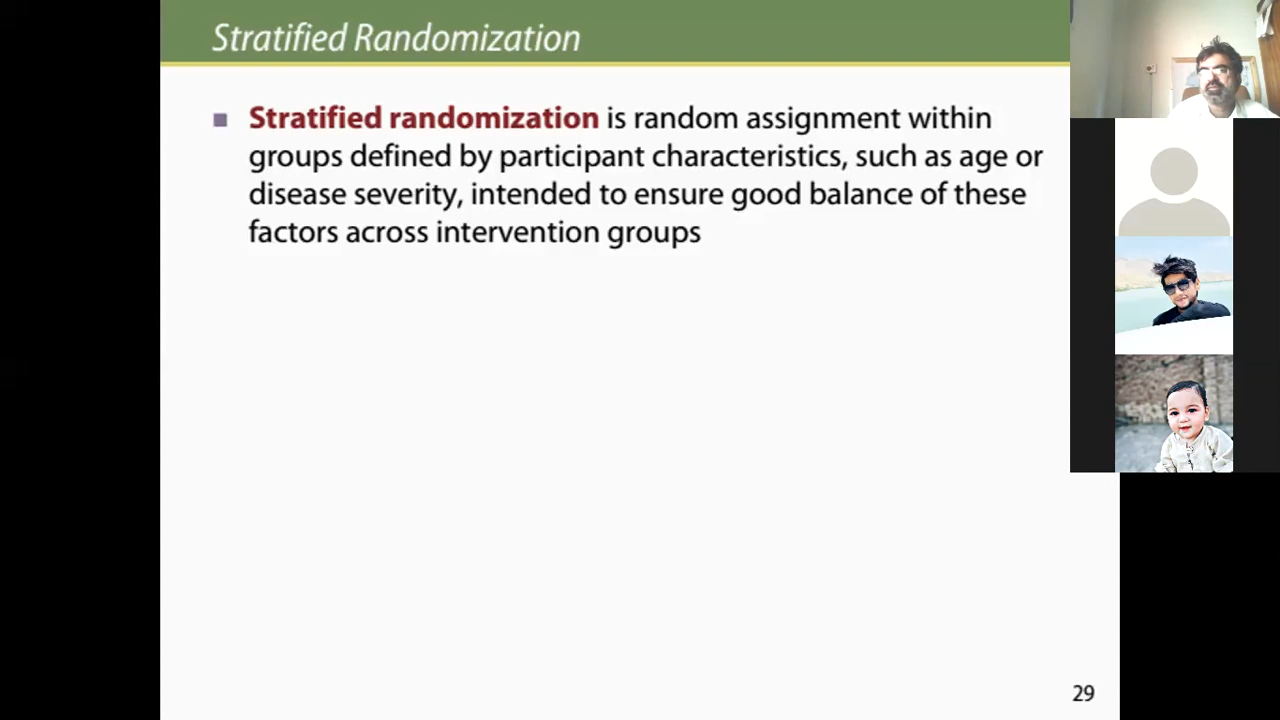 Stratified Randomization
Stratified randomization is random assignment within
groups defined by participant characteristics, such as age or
disease severity, intended to ensure good balance of these
factors across intervention groups
29